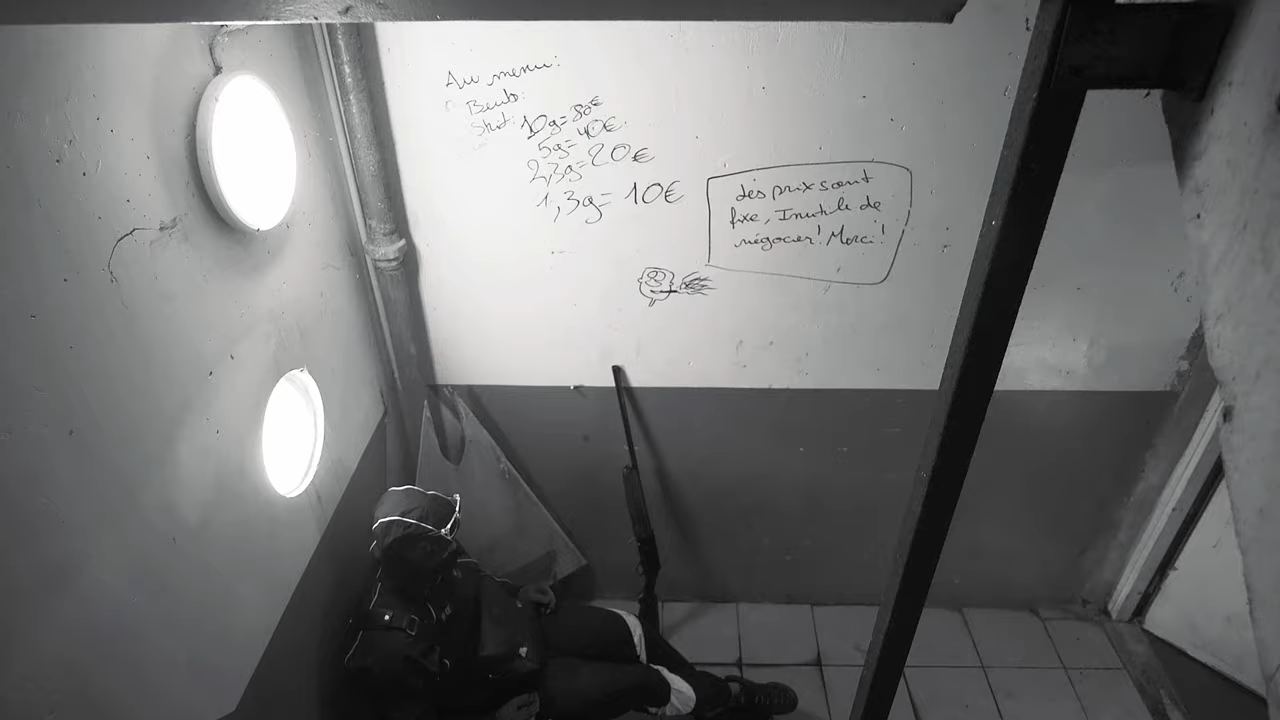 Au menu:
Beuh:
Shit: 10g=80€
5g= 40€.
2,3g=20€
1,3g=10€
Les prix sont
fixe, Inutile de
négocier! Merci!